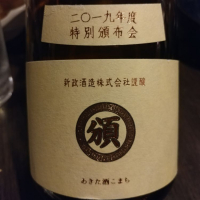 二〇一九年度
特別頒布会
新政酒造株式会社謹醸
頒
あきた酒こまち